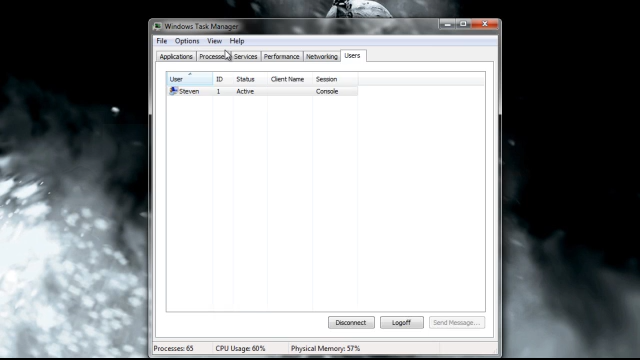 Windows Task Manager
File Options View Help
Applications Processes Services Performance Networking Users
User ID Status Client Name Session
Steven 1 Active Console
Disconnect Logoff Send Message...
Processes: 65 CPU Usage: 60% Physical Memory: 57%